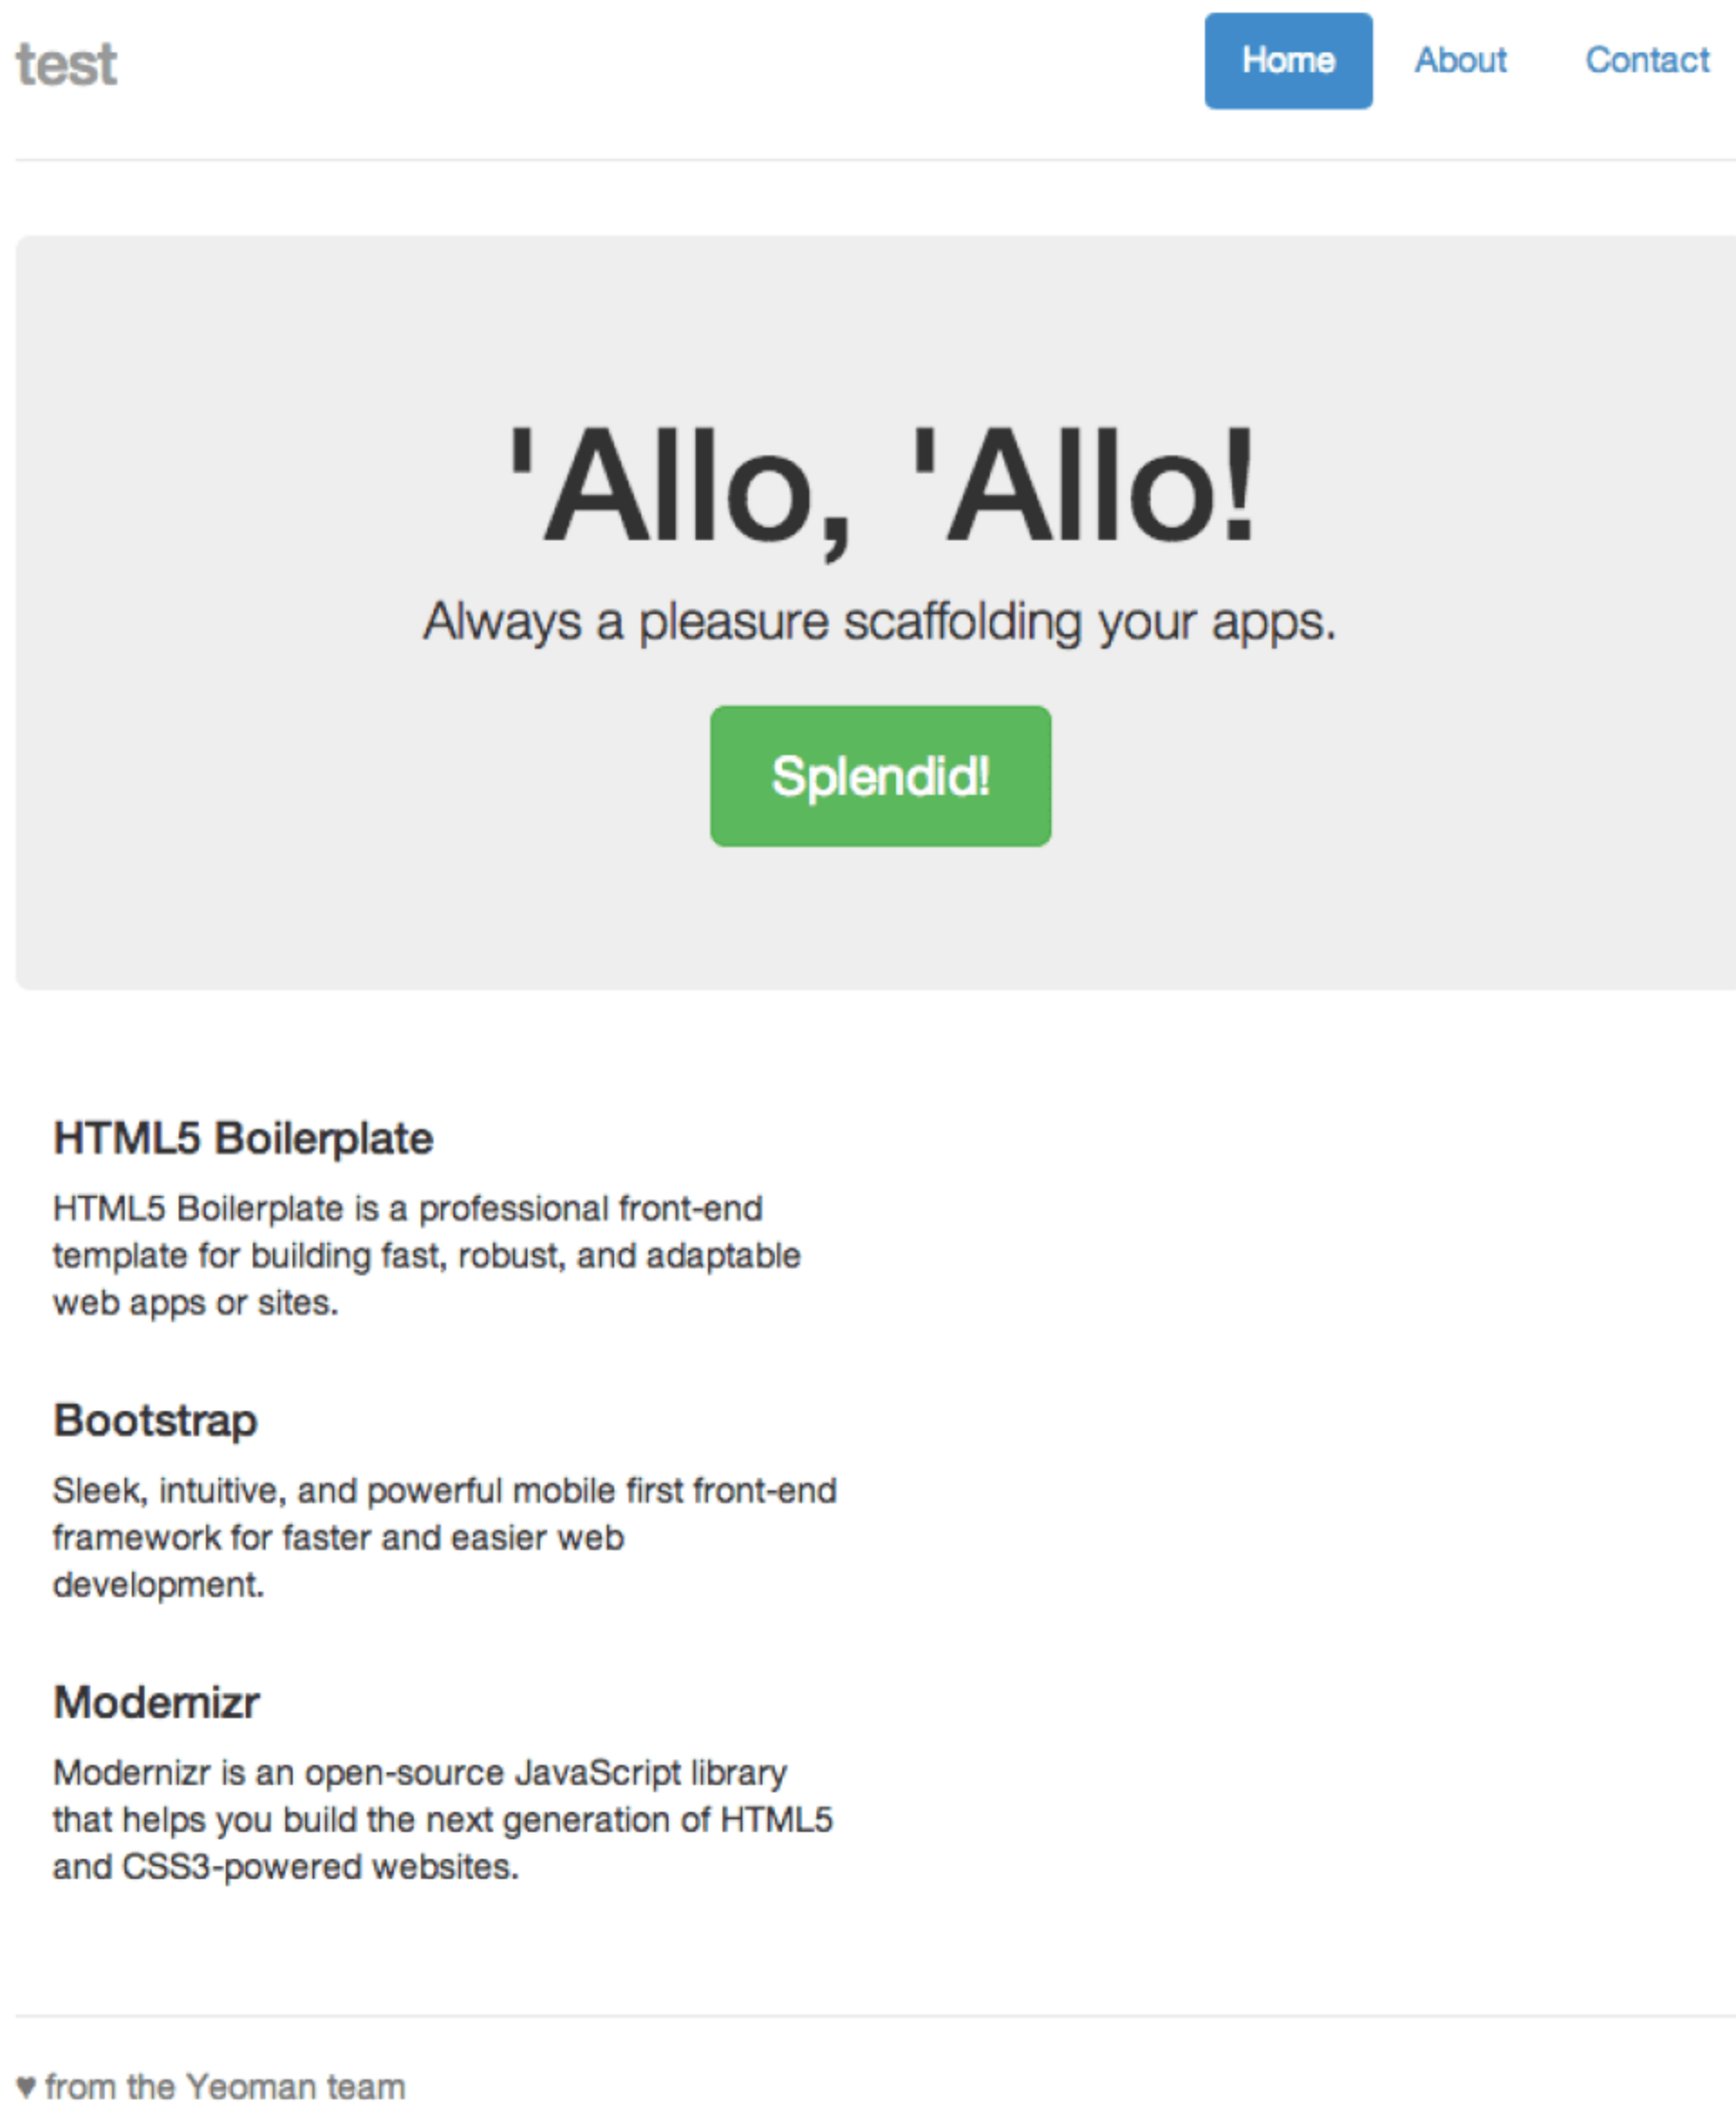 test
Home About Contact
'Allo, 'Allo!
Always a pleasure scaffolding your apps.
Splendid!
HTML5 Boilerplate
HTML5 Boilerplate is a professional front-end
template for building fast, robust, and adaptable
web apps or sites.
Bootstrap
Sleek, intuitive, and powerful mobile first front-end
framework for faster and easier web
development.
Modernizr
Modernizr is an open-source JavaScript library
that helps you build the next generation of HTML5
and CSS3-powered websites.
♥ from the Yeoman team